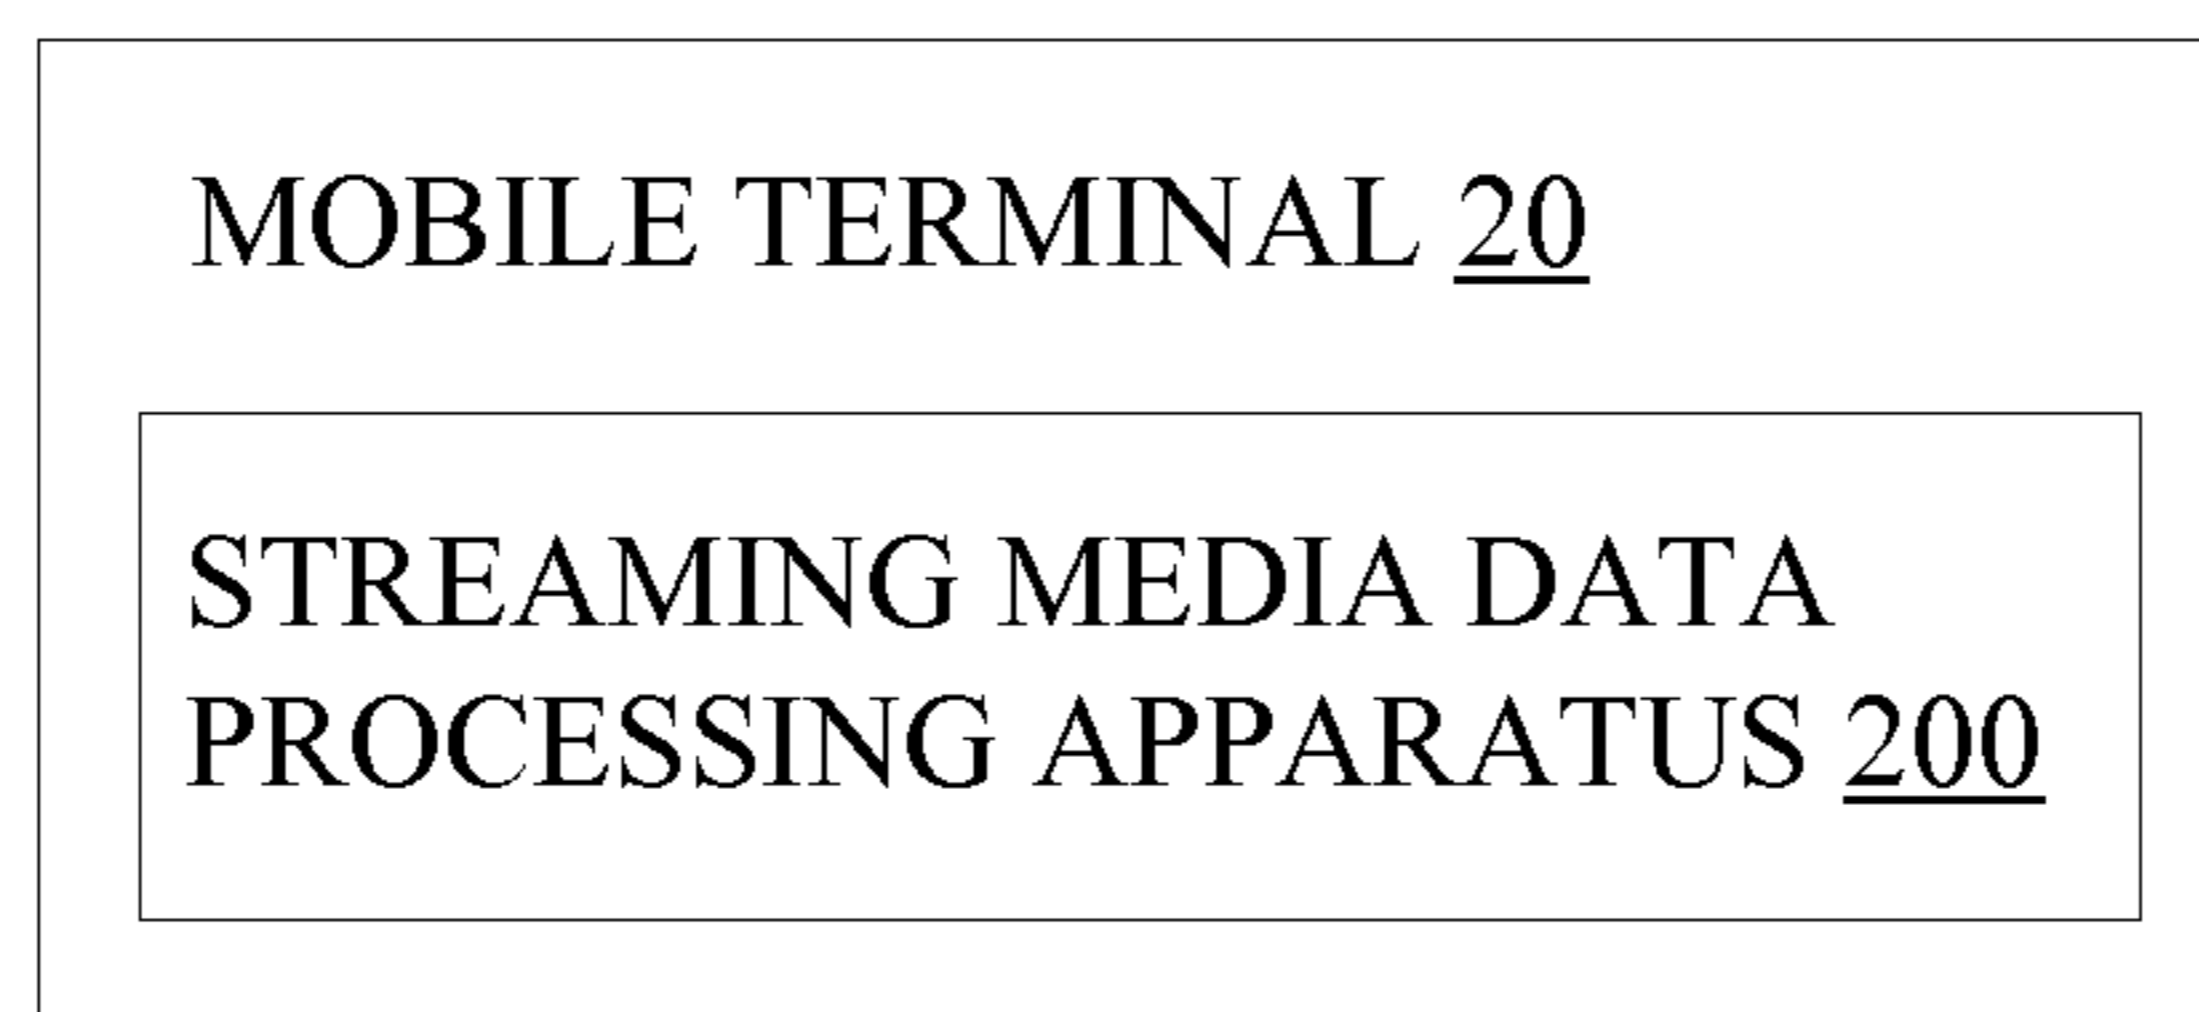 MOBILE TERMINAL 20
STREAMING MEDIA DATA
PROCESSING APPARATUS 200